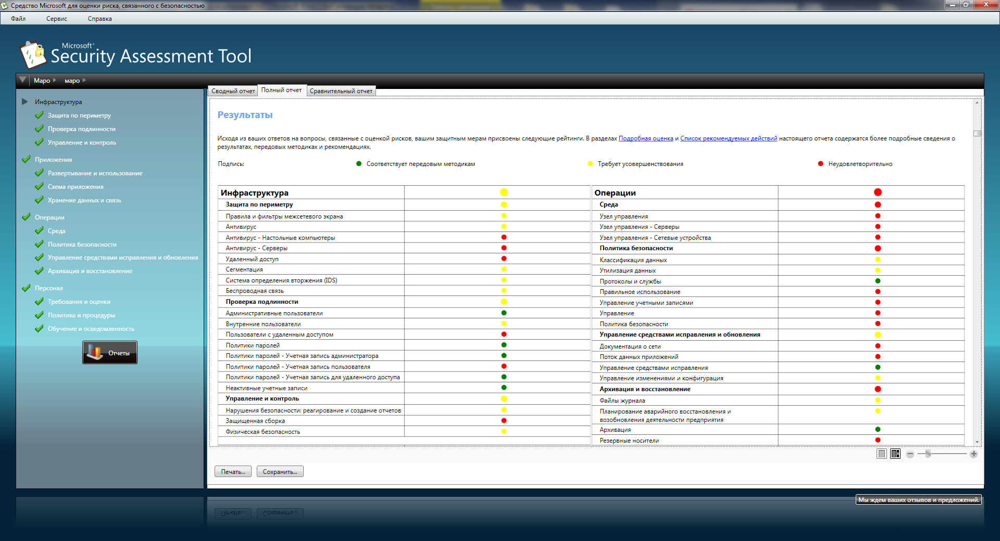 Средство Microsoft для оценки риска, связанного с безопасностью
Файл Сервис Справка
Microsoft®
Security Assessment Tool
Маро маро
Инфраструктура
Защита по периметру
Проверка подлинности
Управление и контроль
Приложения
Развертывание и использование
Схема приложения
Хранение данных и связь
Операции
Среда
Политика безопасности
Управление средствами исправления и обновления
Архивация и восстановление
Персонал
Требования и оценки
Политика и процедуры
Обучение и осведомленность
Отчеты
Сводный отчет Полный отчет Сравнительный отчет
Результаты
Исходя из ваших ответов на вопросы, связанные с оценкой рисков, вашим защитным мерам присвоены следующие рейтинги. В разделах Подробная оценка и Список рекомендуемых действий настоящего отчета содержатся более подробные сведения о
результатах, передовых методиках и рекомендациях.
Подпись: Соответствует передовым методикам Требует усовершенствования Неудовлетворительно
Инфраструктура
Защита по периметру
Правила и фильтры межсетевого экрана
Антивирус
Антивирус - Настольные компьютеры
Антивирус - Серверы
Удаленный доступ
Сегментация
Система определения вторжения (IDS)
Беспроводная связь
Проверка подлинности
Административные пользователи
Внутренние пользователи
Пользователи с удаленным доступом
Политики паролей
Политики паролей - Учетная запись администратора
Политики паролей - Учетная запись пользователя
Политики паролей - Учетная запись для удаленного доступа
Неактивные учетные записи
Управление и контроль
Нарушения безопасности: реагирование и создание отчетов
Защищенная сборка
Физическая безопасность
Операции
Среда
Узел управления
Узел управления - Серверы
Узел управления - Сетевые устройства
Политика безопасности
Классификация данных
Утилизация данных
Протоколы и службы
Правильное использование
Управление учетными записями
Управление
Политика безопасности
Управление средствами исправления и обновления
Документация о сети
Поток данных приложений
Управление средствами исправления
Управление изменениями и конфигурация
Архивация и восстановление
Файлы журнала
Планирование аварийного восстановления и
возобновления деятельности предприятия
Архивация
Резервные носители
Печать... Сохранить...
Мы ждем ваших отзывов и предложений.